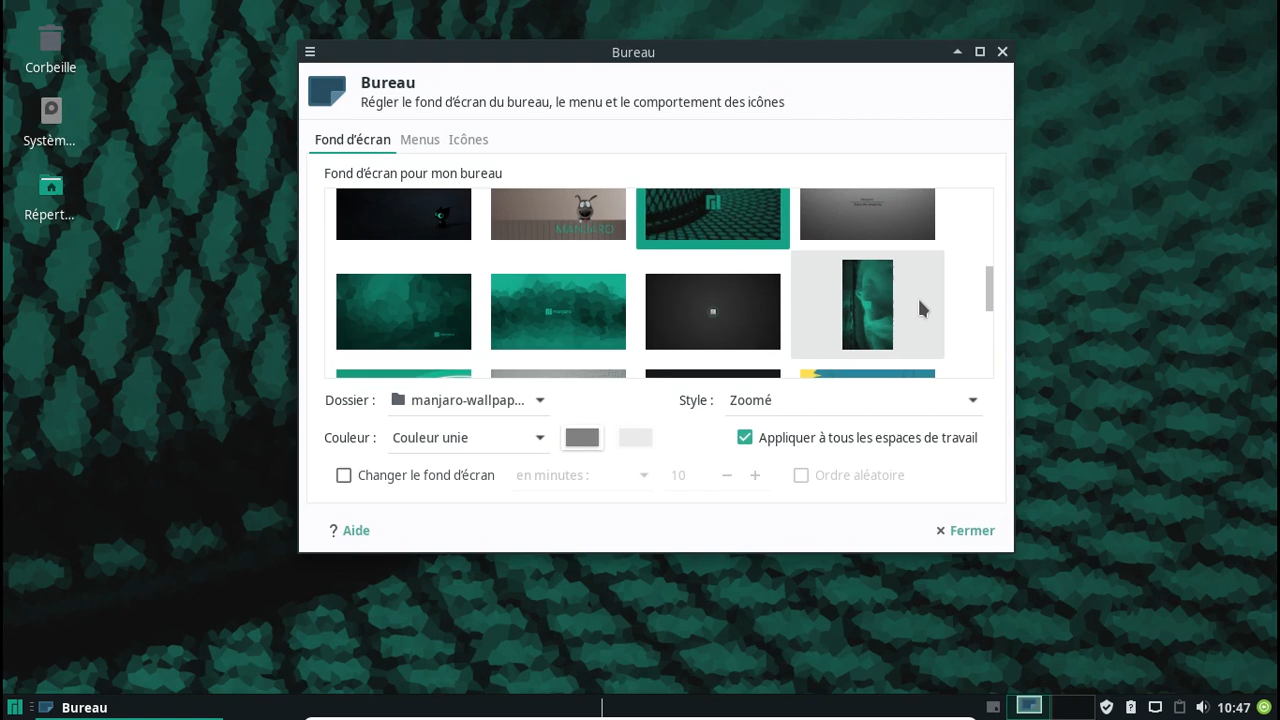 Corbeille
Systèm...
Répert...
Bureau
Bureau
Régler le fond d'écran du bureau, le menu et le comportement des icônes
Fond d'écran Menus Icônes
Fond d'écran pour mon bureau
MANJARO
manjaro
Dossier : manjaro-wallpap... Style : Zoomé
Couleur : Couleur unie Appliquer à tous les espaces de travail
Changer le fond d'écran en minutes : 10 Ordre aléatoire
? Aide
Fermer
Bureau
10:47